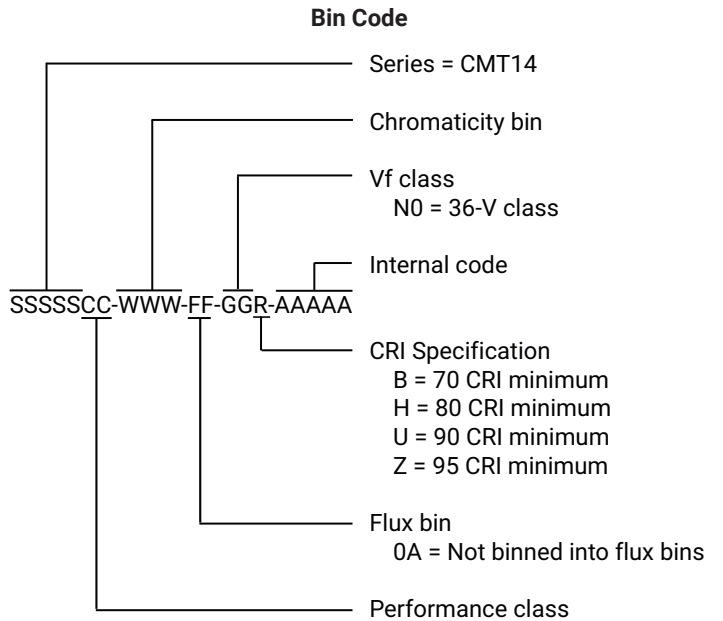 Bin Code
Series = CMT14
Chromaticity bin
Vf class
N0 = 36-V class
Internal code
SSSSSCC-WWW-FF-GGR-AAAAA
CRI Specification
B = 70 CRI minimum
H = 80 CRI minimum
U = 90 CRI minimum
Z = 95 CRI minimum
Flux bin
0A = Not binned into flux bins
Performance class